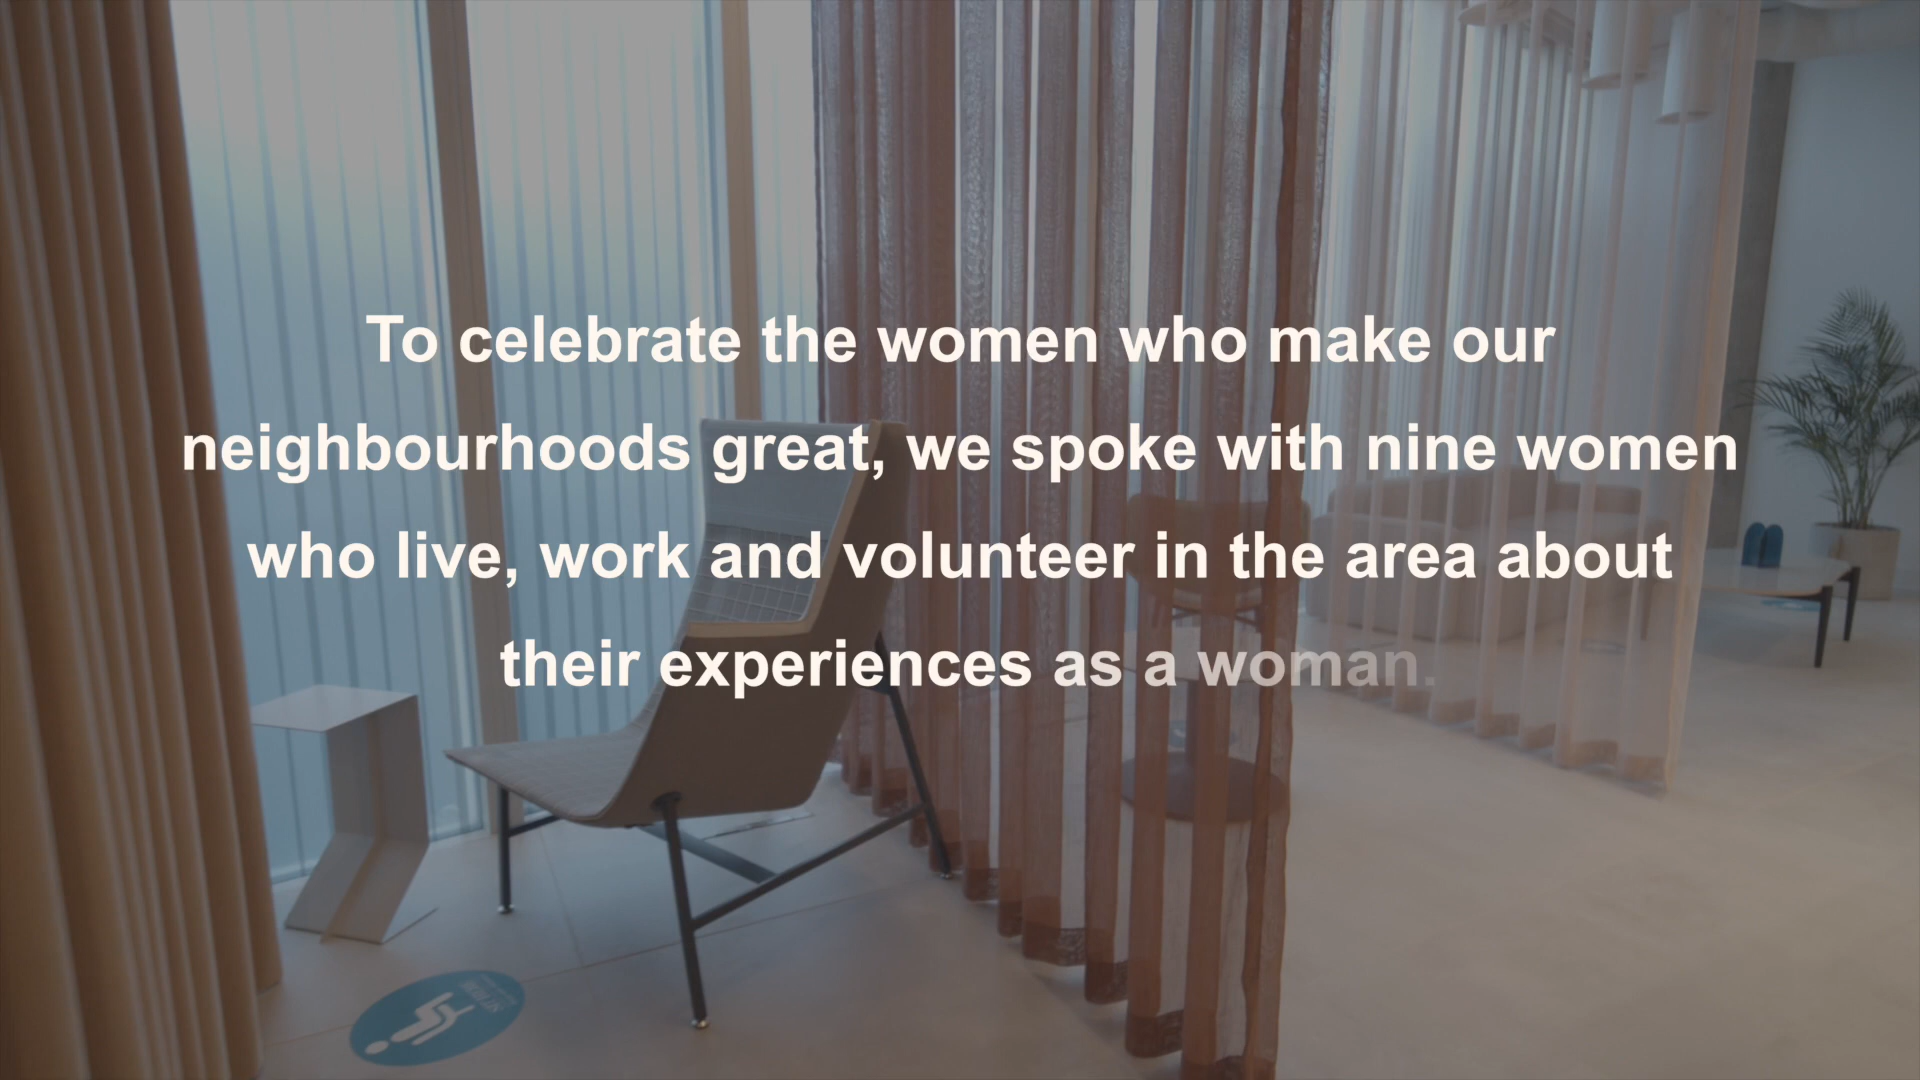 To celebrate the women who make our
neighbourhoods great, we spoke with nine women
who live, work and volunteer in the area about
their experiences as a woman.